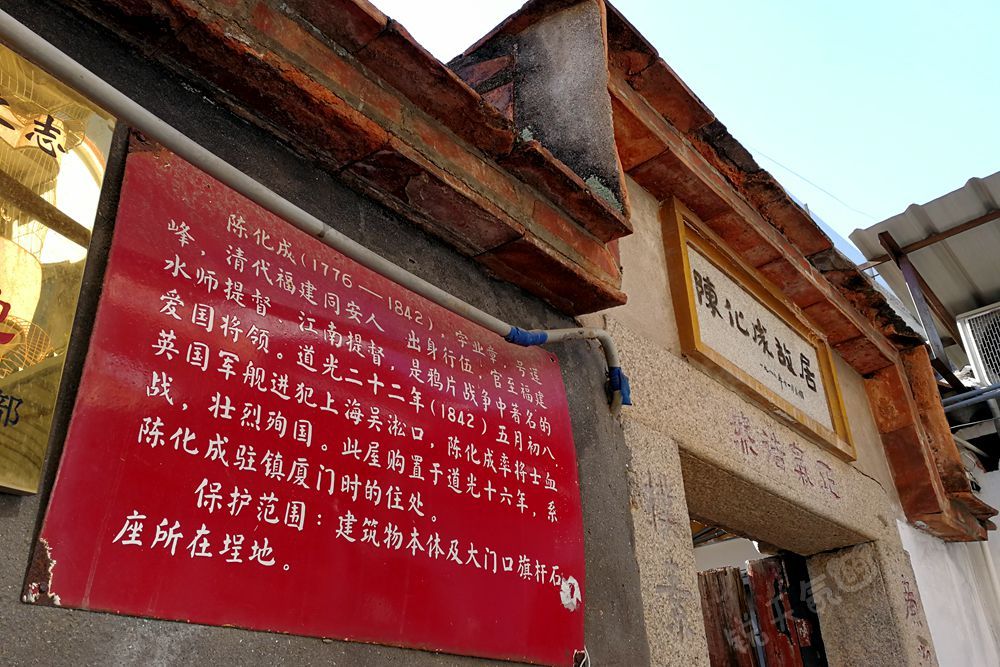 志
部
陈化成(1776—1842),字业章,号莲
峰,清代福建同安人 出身行伍,官至福建
水师提督、江南提督,是鸦片战争中著名的
爱国将领。道光二十二年(1842)五月初八,
英国军舰进犯上海吴淞口,陈化成率将士血
战,壮烈殉国。此屋购置于道光十六年,系
陈化成驻镇厦门时的住处。
保护范围:建筑物本体及大门口旗杆石
座所在埕地。
陳化成故居
正氣